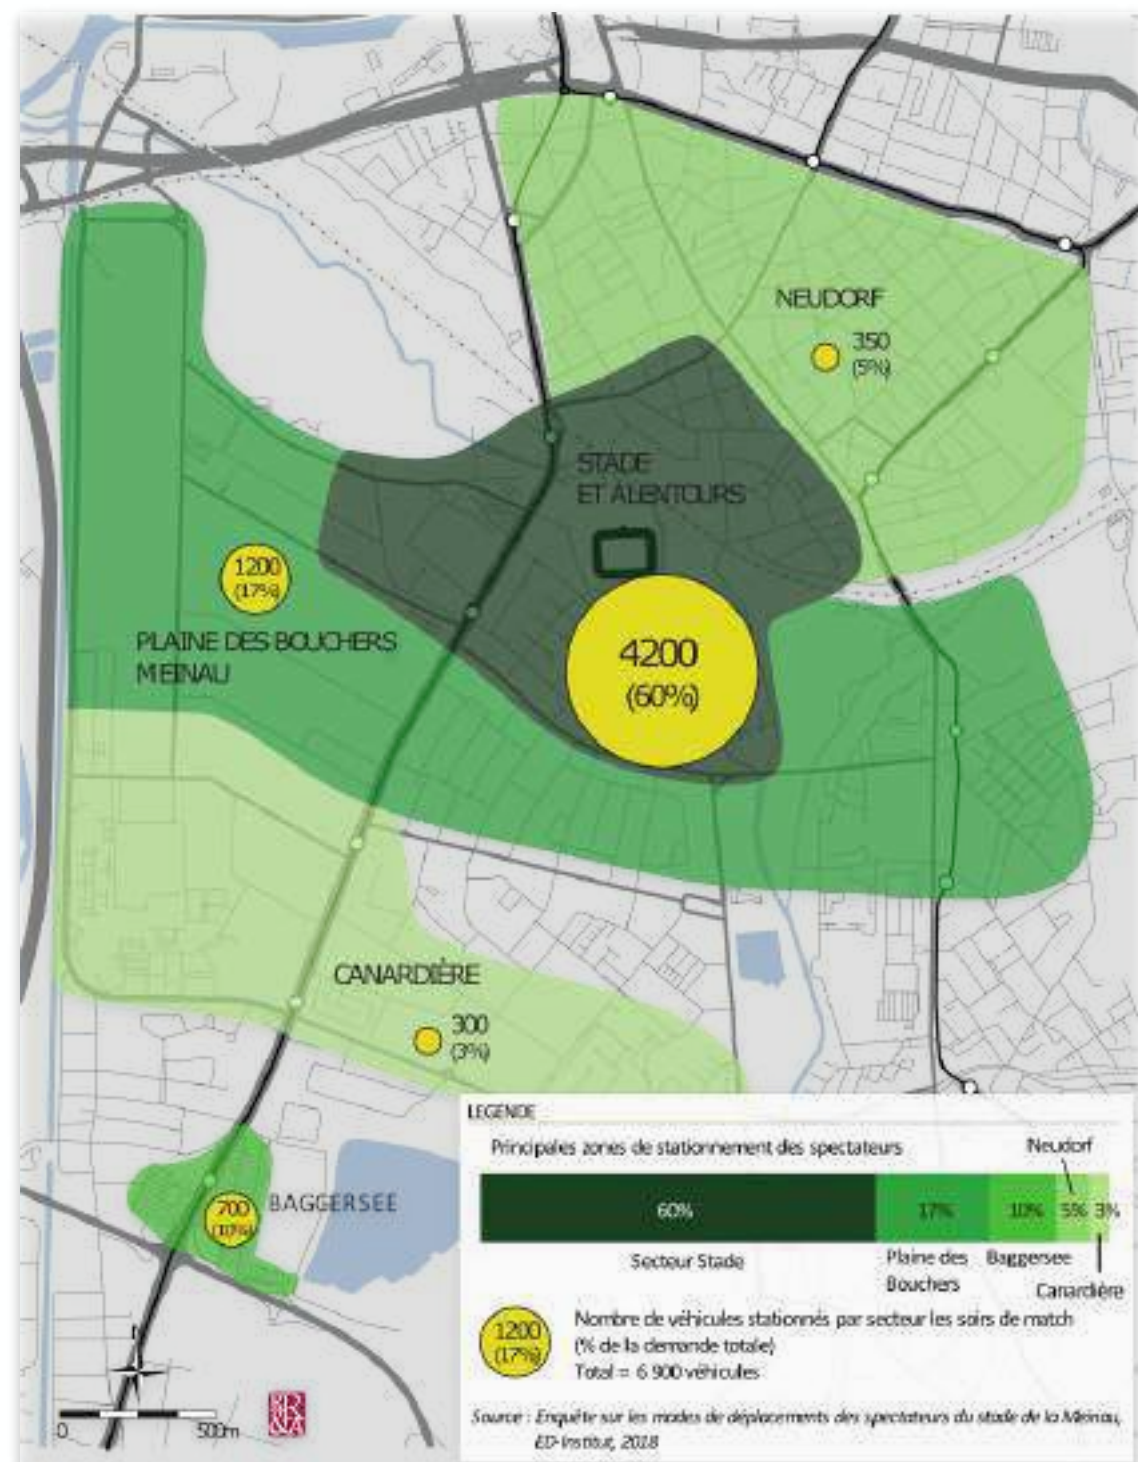 NEUDORF
350
(5%)
STADE
ET ALENTOURS
1200
(17%)
PLAINE DES BOUCHERS
MEINAU
4200
(60%)
CANARDIÈRE
300
(3%)
700
(10%)
BAGGERSEE
LEGENDE
Principales zones de stationnement des spectateurs
Neudorf
60%
17%
10%
5%
3%
Secteur Stade
Plaine des
Bouchers
Baggersee
Canardière
1200
(17%)
Nombre de véhicules stationnés par secteur les soirs de match
(% de la demande totale)
Total = 6 900 véhicules
Source : Enquête sur les modes de déplacements des spectateurs du stade de la Meinau,
ED-Institut, 2018
0
500m